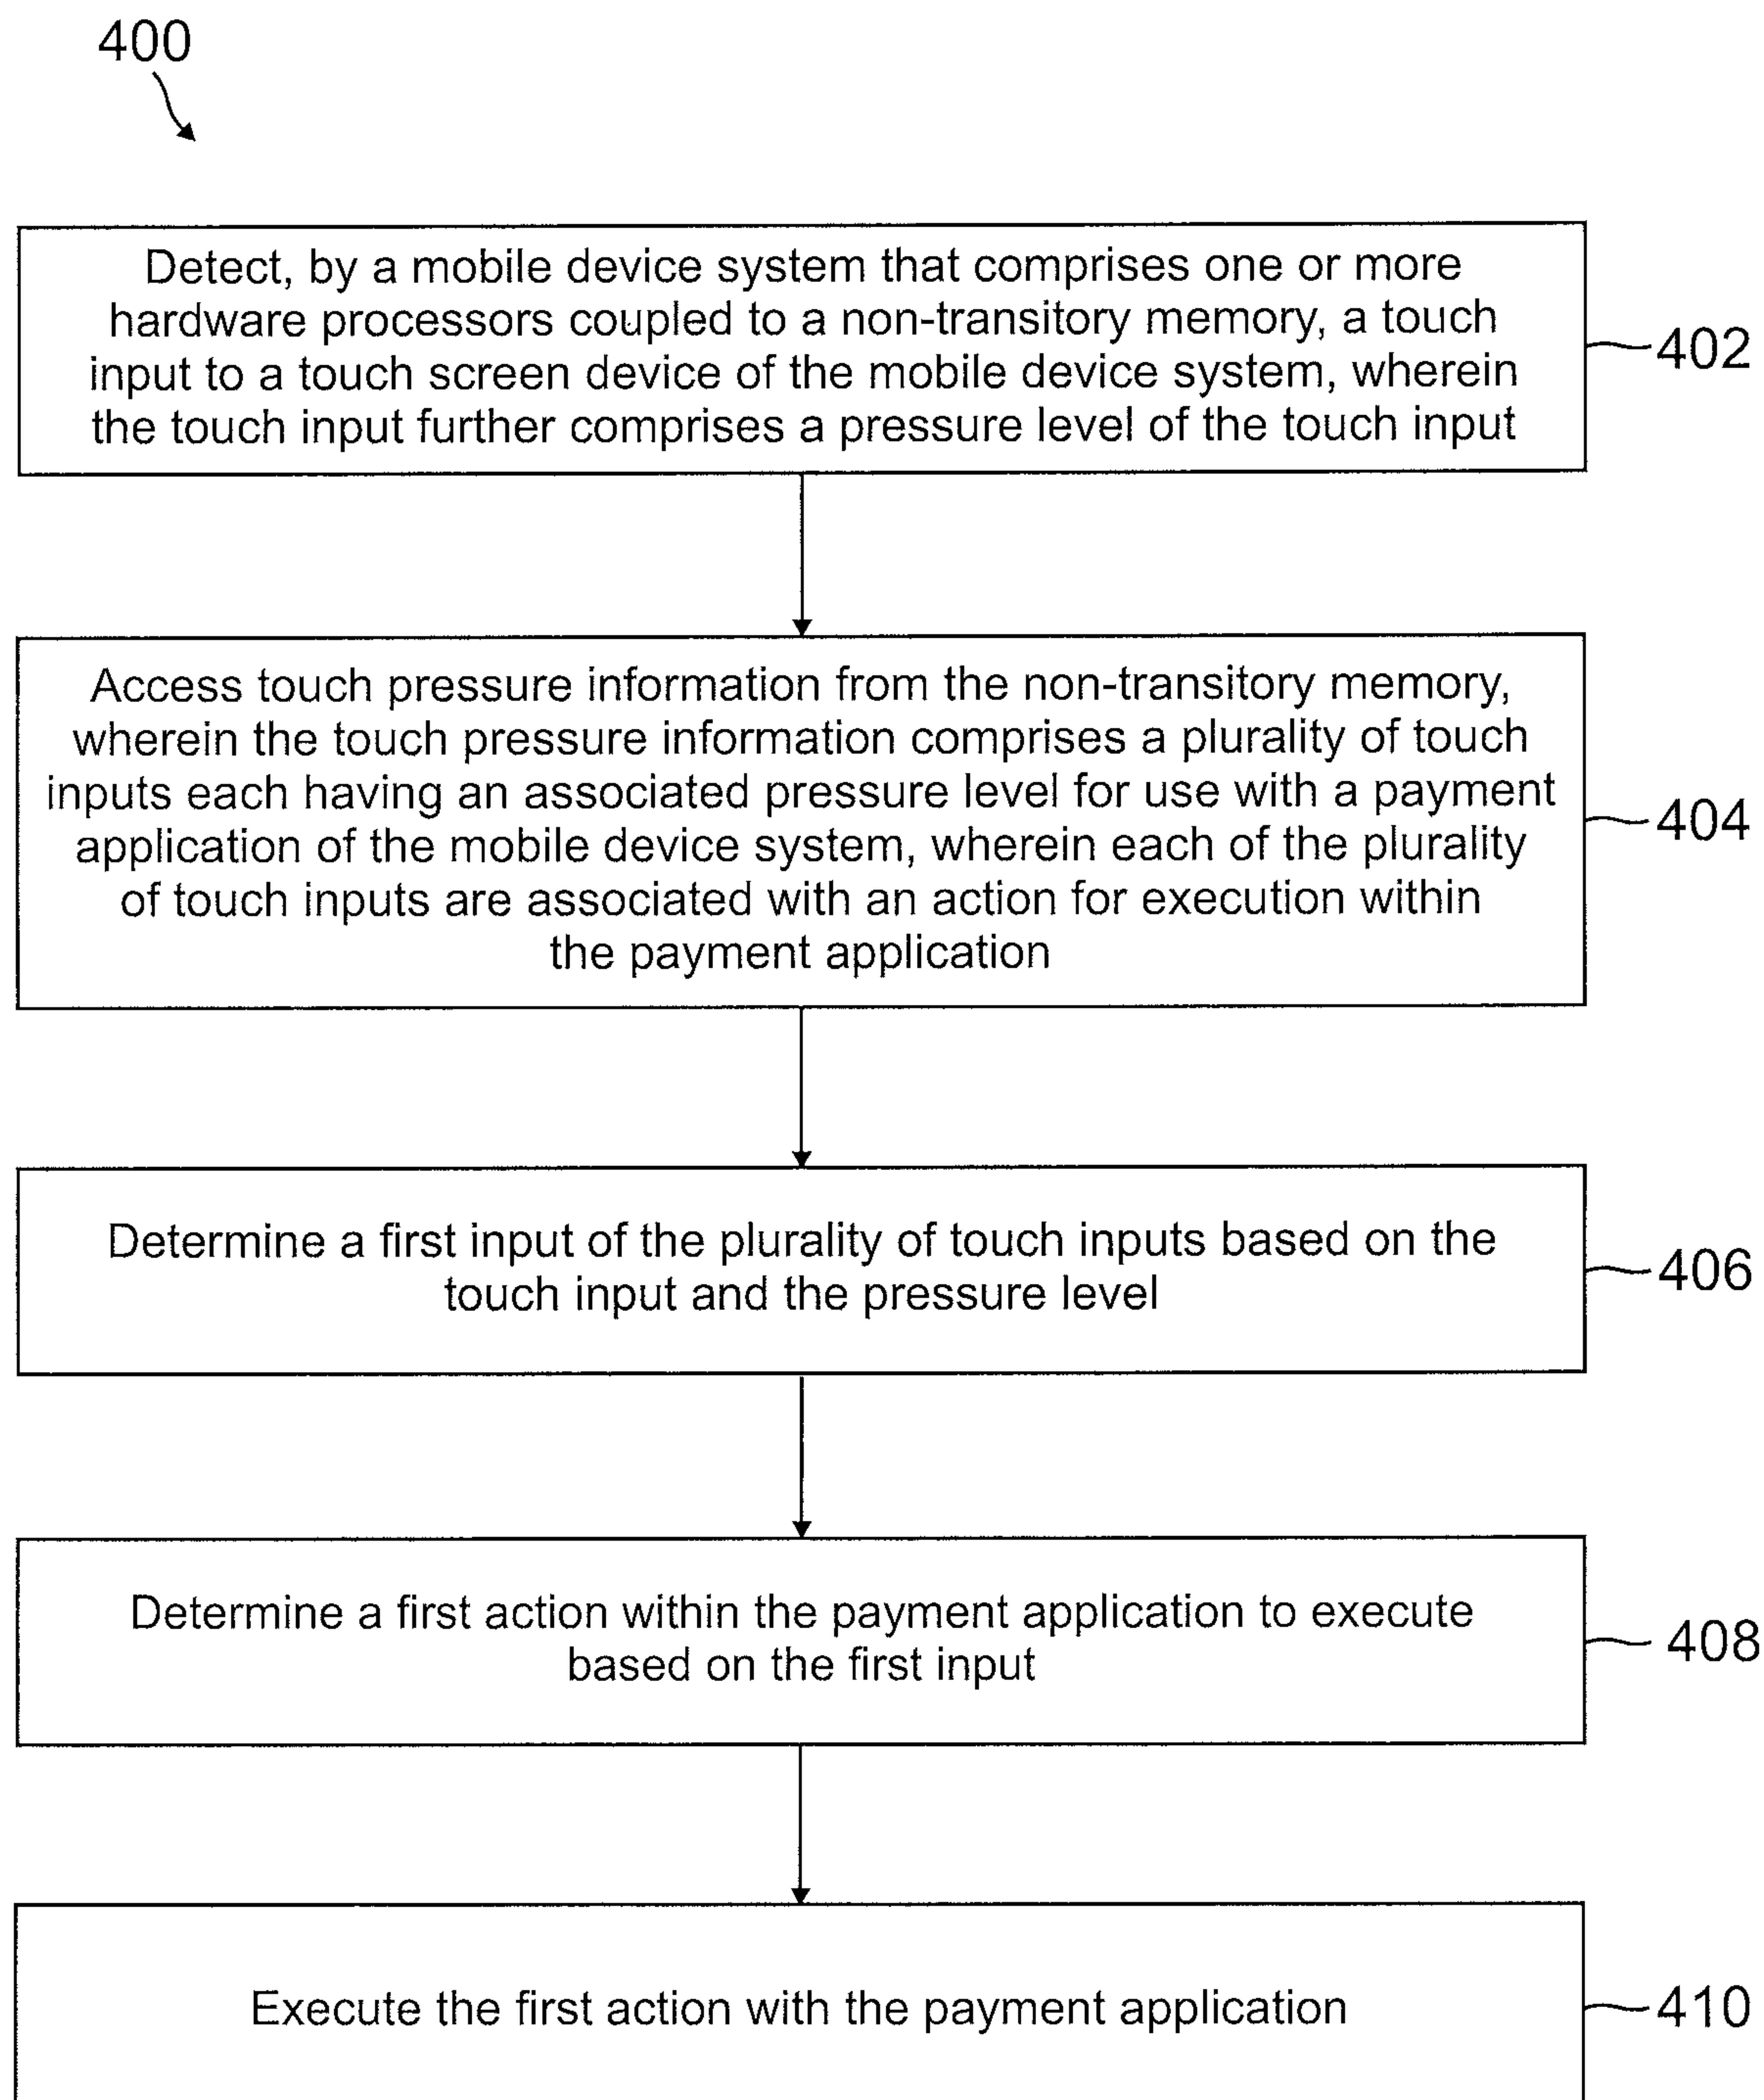 400
Detect, by a mobile device system that comprises one or more
hardware processors coupled to a non-transitory memory, a touch
input to a touch screen device of the mobile device system, wherein
the touch input further comprises a pressure level of the touch input
402
Access touch pressure information from the non-transitory memory,
wherein the touch pressure information comprises a plurality of touch
inputs each having an associated pressure level for use with a payment
application of the mobile device system, wherein each of the plurality
of touch inputs are associated with an action for execution within
the payment application
404
Determine a first input of the plurality of touch inputs based on the
touch input and the pressure level
406
Determine a first action within the payment application to execute
based on the first input
408
Execute the first action with the payment application
410